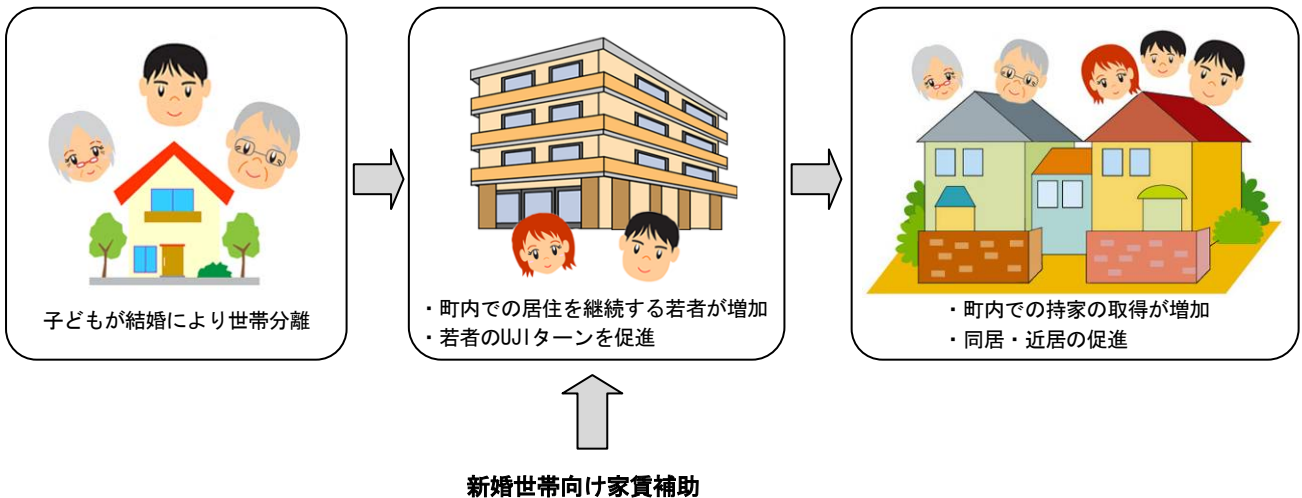 子どもが結婚により世帯分離
・町内での居住を継続する若者が増加
・若者のUJIターンを促進
・町内での持家の取得が増加
・同居・近居の促進
新婚世帯向け家賃補助